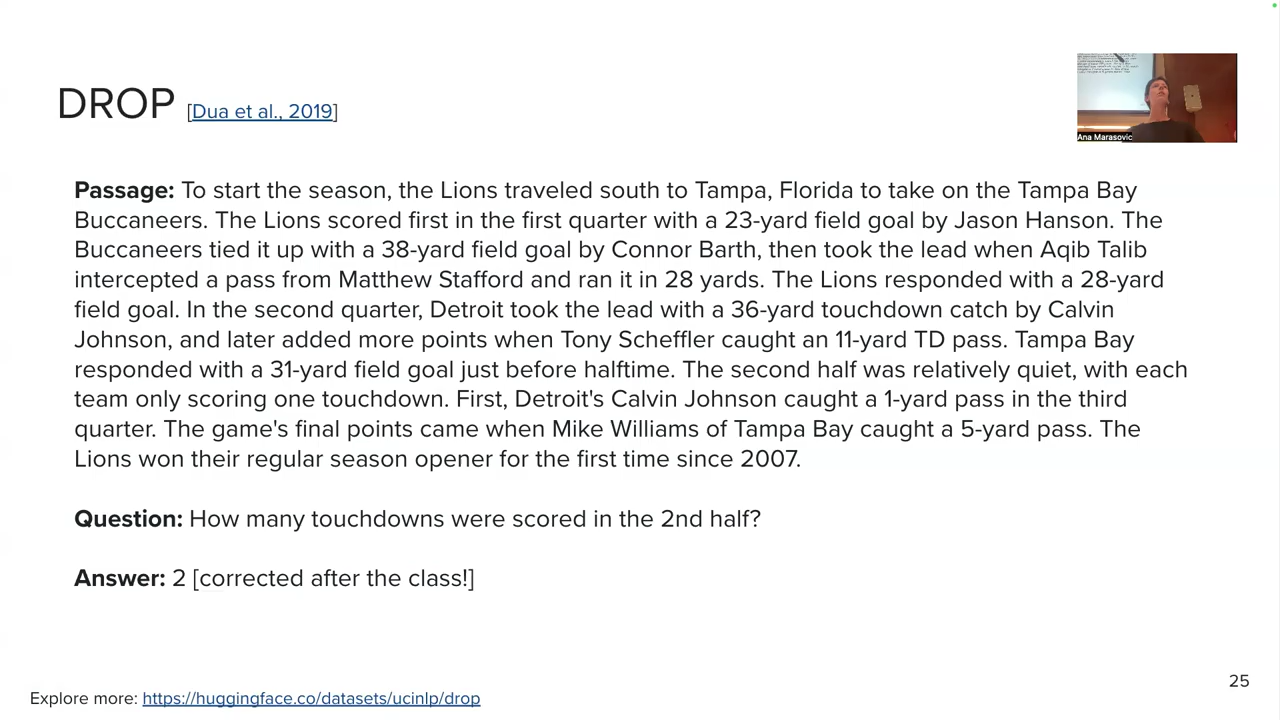 DROP [Dua et al., 2019]
Ana Marasovic
Passage: To start the season, the Lions traveled south to Tampa, Florida to take on the Tampa Bay
Buccaneers. The Lions scored first in the first quarter with a 23-yard field goal by Jason Hanson. The
Buccaneers tied it up with a 38-yard field goal by Connor Barth, then took the lead when Aqib Talib
intercepted a pass from Matthew Stafford and ran it in 28 yards. The Lions responded with a 28-yard
field goal. In the second quarter, Detroit took the lead with a 36-yard touchdown catch by Calvin
Johnson, and later added more points when Tony Scheffler caught an 11-yard TD pass. Tampa Bay
responded with a 31-yard field goal just before halftime. The second half was relatively quiet, with each
team only scoring one touchdown. First, Detroit's Calvin Johnson caught a 1-yard pass in the third
quarter. The game's final points came when Mike Williams of Tampa Bay caught a 5-yard pass. The
Lions won their regular season opener for the first time since 2007.
Question: How many touchdowns were scored in the 2nd half?
Answer: 2 [corrected after the class!]
25
Explore more: https://huggingface.co/datasets/ucinlp/drop